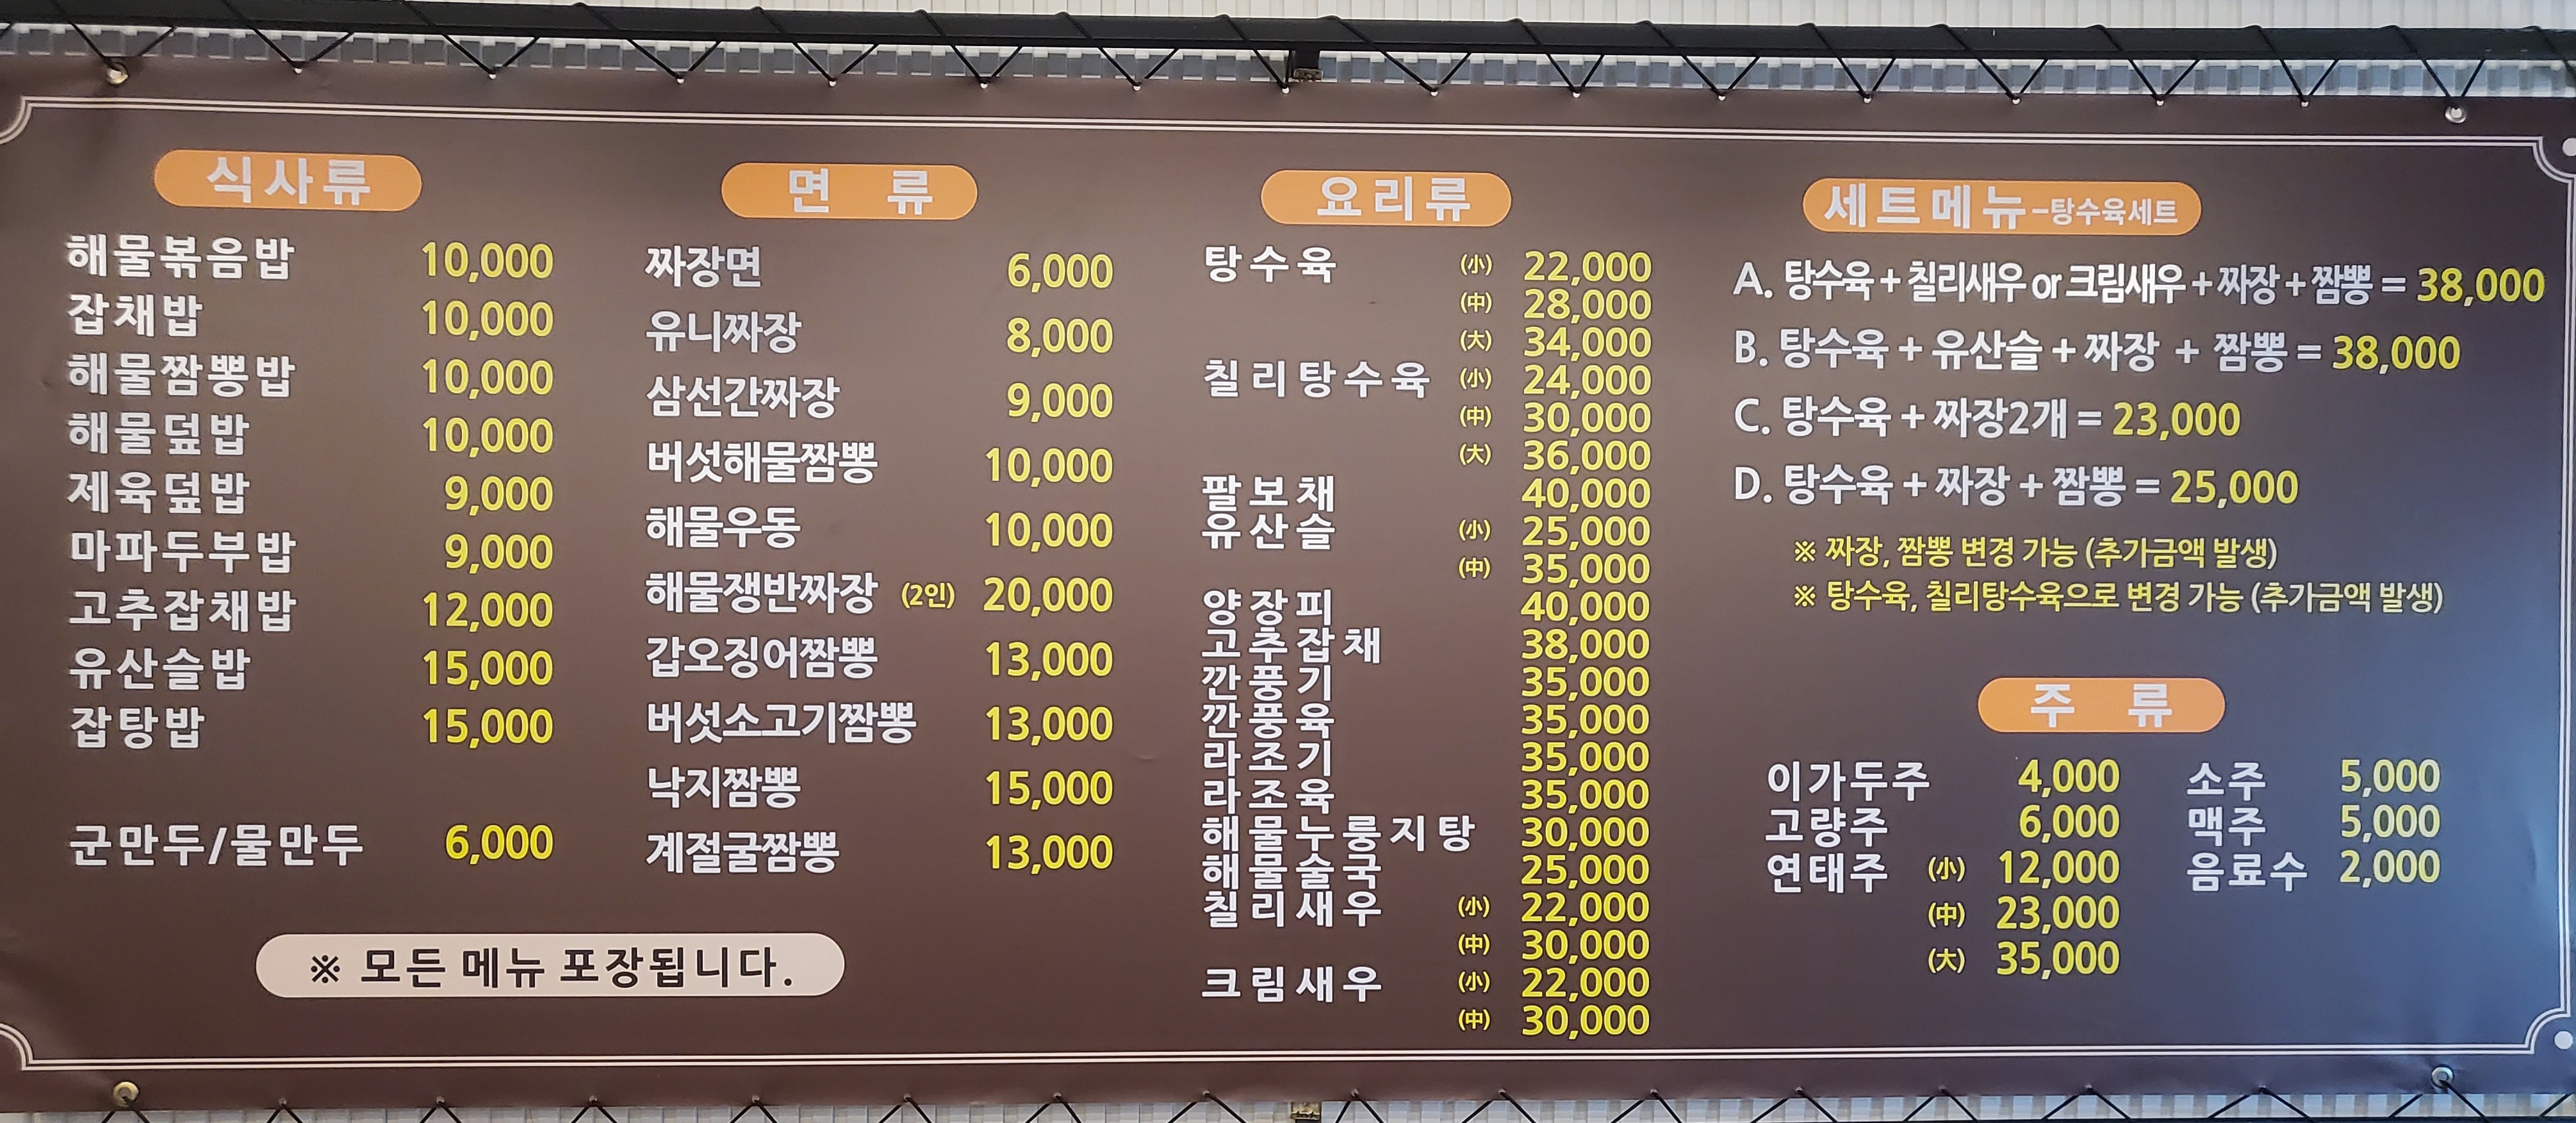 식사류
해물볶음밥 10,000
잡채밥 10,000
해물짬뽕밥 10,000
해물덮밥 10,000
제육덮밥 9,000
마파두부밥 9,000
고추잡채밥 12,000
유산슬밥 15,000
잡탕밥 15,000
군만두/물만두 6,000
※ 모든 메뉴 포장됩니다.
면 류
짜장면 6,000
유니짜장 8,000
삼선간짜장 9,000
버섯해물짬뽕 10,000
해물우동 10,000
해물쟁반짜장 (2인) 20,000
갑오징어짬뽕 13,000
버섯소고기짬뽕 13,000
낙지짬뽕 15,000
계절굴짬뽕 13,000
요리류
탕수육 (小) 22,000
(中) 28,000
(大) 34,000
칠리탕수육 (小) 24,000
(中) 30,000
(大) 36,000
팔보채 40,000
유산슬 (小) 25,000
(中) 35,000
양장피 40,000
고추잡채 38,000
깐풍기 35,000
깐풍육 35,000
라조기 35,000
라조육 35,000
해물누룽지탕 30,000
해물술국 25,000
칠리새우 (小) 22,000
(中) 30,000
크림새우 (小) 22,000
(中) 30,000
세트메뉴-탕수육세트
A. 탕수육 + 칠리새우 or 크림새우 + 짜장 + 짬뽕 = 38,000
B. 탕수육 + 유산슬 + 짜장 + 짬뽕 = 38,000
C. 탕수육 + 짜장2개 = 23,000
D. 탕수육 + 짜장 + 짬뽕 = 25,000
※ 짜장, 짬뽕 변경 가능 (추가금액 발생)
※ 탕수육, 칠리탕수육으로 변경 가능 (추가금액 발생)
주 류
이가두주 4,000 소주 5,000
고량주 6,000 맥주 5,000
연태주 (小) 12,000 음료수 2,000
(中) 23,000
(大) 35,000